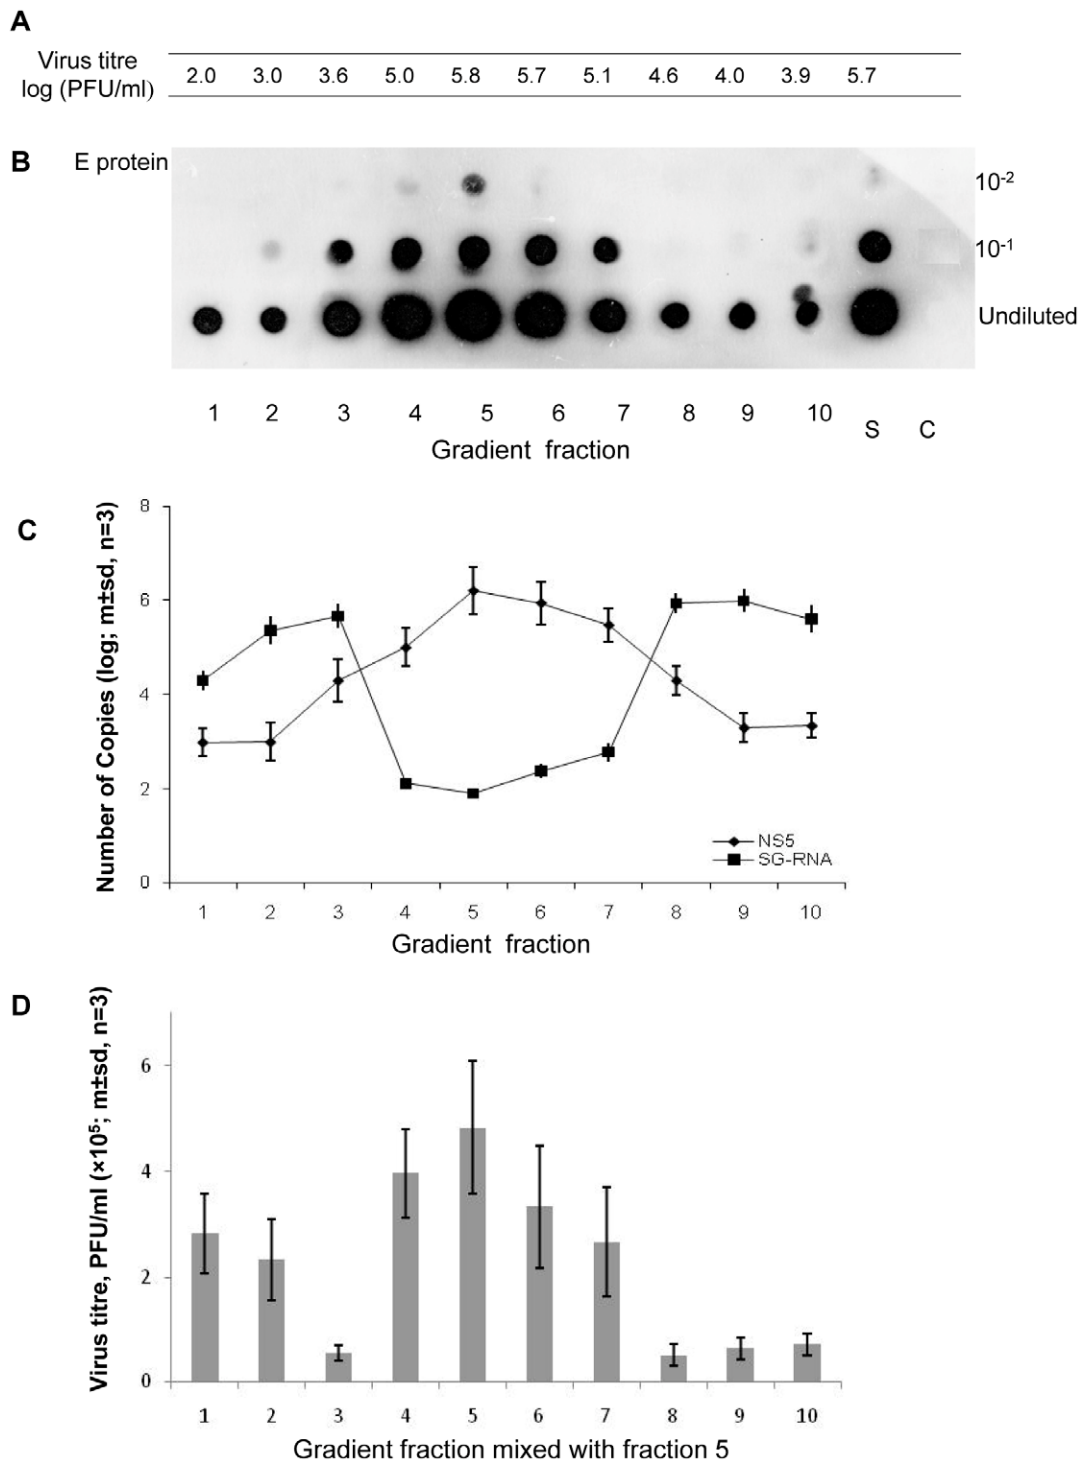 A
Virus titre
log (PFU/ml)
2.0 3.0 3.6 5.0 5.8 5.7 5.1 4.6 4.0 3.9 5.7
B
E protein
10-2
10-1
Undiluted
1 2 3 4 5 6 7 8 9 10 S C
Gradient fraction
C
Number of Copies (log; m±sd, n=3)
8
6
4
2
0
NS5
SG-RNA
1 2 3 4 5 6 7 8 9 10
Gradient fraction
D
Virus titre, PFU/ml (×10⁵; m±sd, n=3)
6
4
2
0
1 2 3 4 5 6 7 8 9 10
Gradient fraction mixed with fraction 5